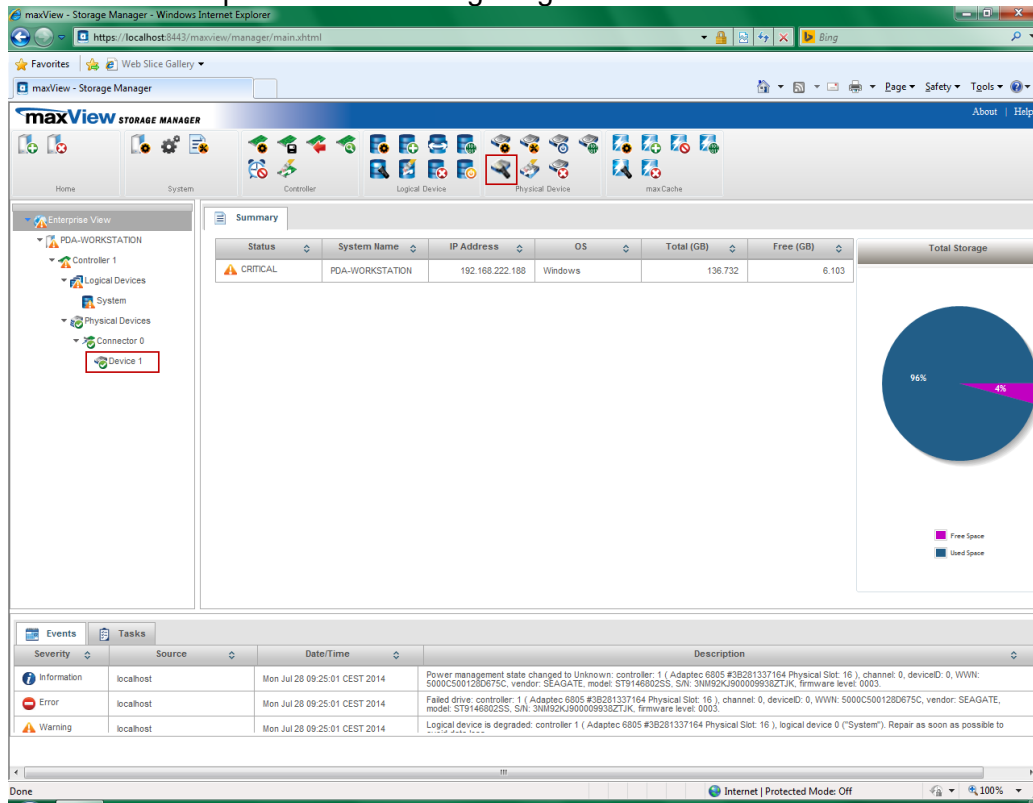 maxView - Storage Manager - Windows Internet Explorer
https://localhost:8443/maxview/manager/main.xhtml
Bing
Favorites
Web Slice Gallery
maxView - Storage Manager
Page
Safety
Tools
maxView STORAGE MANAGER
About | Help
Home
System
Controller
Logical Device
Physical Device
maxCache
Enterprise View
PDA-WORKSTATION
Controller 1
Logical Devices
System
Physical Devices
Connector 0
Device 1
Summary
Status System Name IP Address OS Total (GB) Free (GB)
CRITICAL PDA-WORKSTATION 192.168.222.188 Windows 136.732 6.103
Total Storage
96%
4%
Free Space
Used Space
Events
Tasks
Severity Source Date/Time Description
Information localhost Mon Jul 28 09:25:01 CEST 2014 Power management state changed to Unknown: controller: 1 ( Adaptec 6805 #3B281337164 Physical Slot: 16 ), channel: 0, deviceID: 0, WWN:
5000C500128D675C, vendor: SEAGATE, model: ST9146802SS, S/N: 3NM92KJ900009938ZTJK, firmware level: 0003.
Error localhost Mon Jul 28 09:25:01 CEST 2014 Failed drive: controller: 1 ( Adaptec 6805 #3B281337164 Physical Slot: 16 ), channel: 0, deviceID: 0, WWN: 5000C500128D675C, vendor: SEAGATE,
model: ST9146802SS, S/N: 3NM92KJ900009938ZTJK, firmware level: 0003.
Warning localhost Mon Jul 28 09:25:01 CEST 2014 Logical device is degraded: controller 1 ( Adaptec 6805 #3B281337164 Physical Slot: 16 ), logical device 0 ("System"). Repair as soon as possible to
Done
Internet | Protected Mode: Off
100%